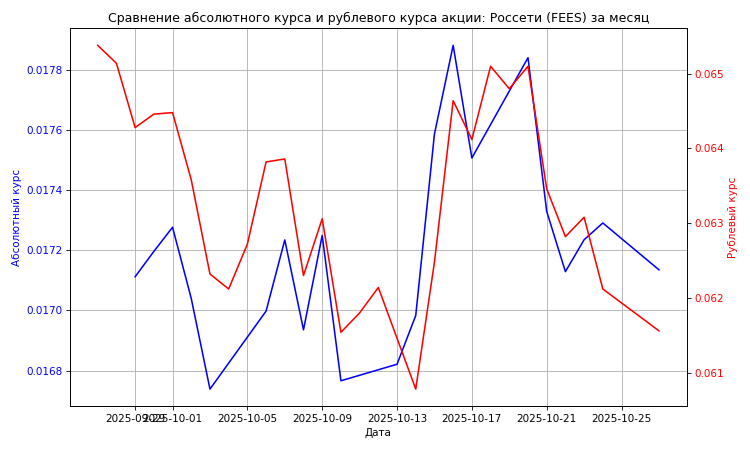 Сравнение абсолютного курса и рублевого курса акции: Россети (FEES) за месяц
0.0178
0.0176
0.0174
0.0172
0.0170
0.0168
Абсолютный курс
0.065
0.064
0.063
0.062
0.061
Рублевый курс
2025-09-29 2025-10-01 2025-10-05 2025-10-09 2025-10-13 2025-10-17 2025-10-21 2025-10-25
Дата